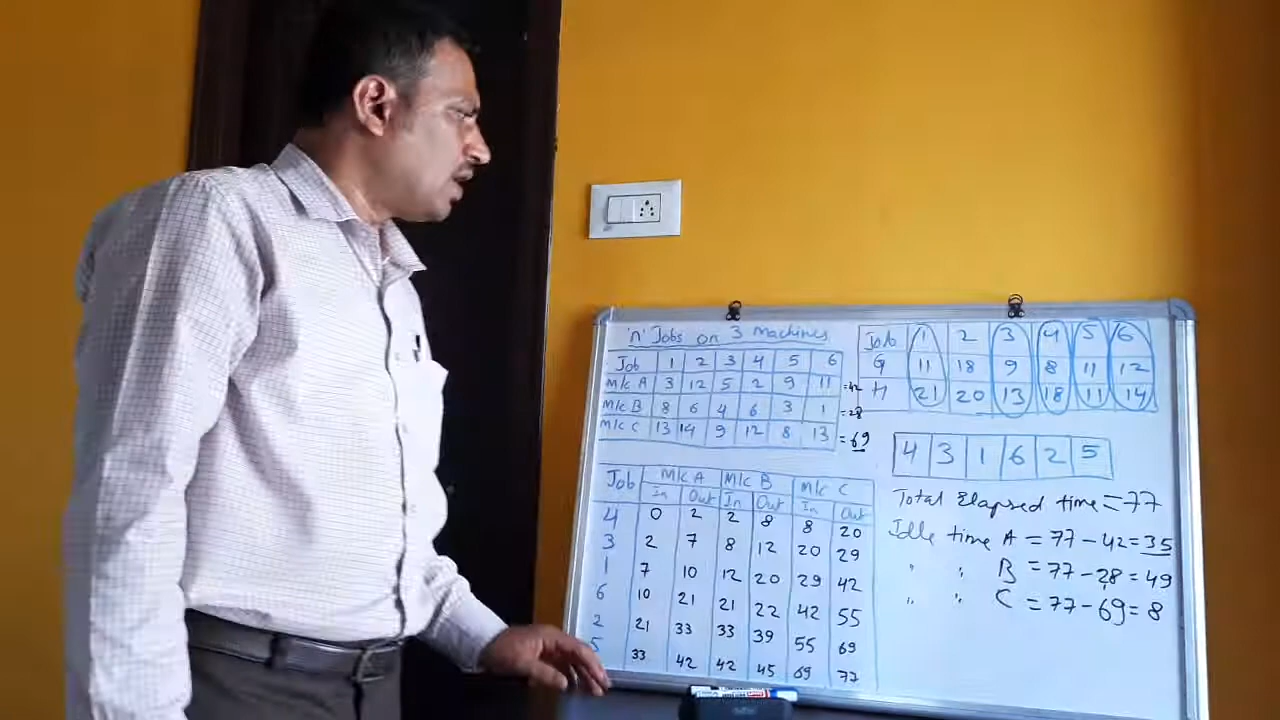 'n' Jobs on 3 machines
Job 1 2 3 4 5 6
M/c A 3 12 5 2 9 11 = 42
M/c B 8 6 4 6 3 1 = 28
M/c C 13 14 9 12 8 13 = 69
Job M/c A M/c B M/c C
In Out In Out In Out
4 0 2 2 8 8 20
3 2 7 8 12 20 29
1 7 10 12 20 29 42
6 10 21 21 22 42 55
2 21 33 33 39 55 69
5 33 42 42 45 69 77
Job 1 2 3 4 5 6
G 11 18 9 8 11 12
H 21 20 13 18 11 14
4 3 1 6 2 5
Total Elapsed time = 77
Idle time A = 77 - 42 = 35
" " B = 77 - 28 = 49
" " C = 77 - 69 = 8